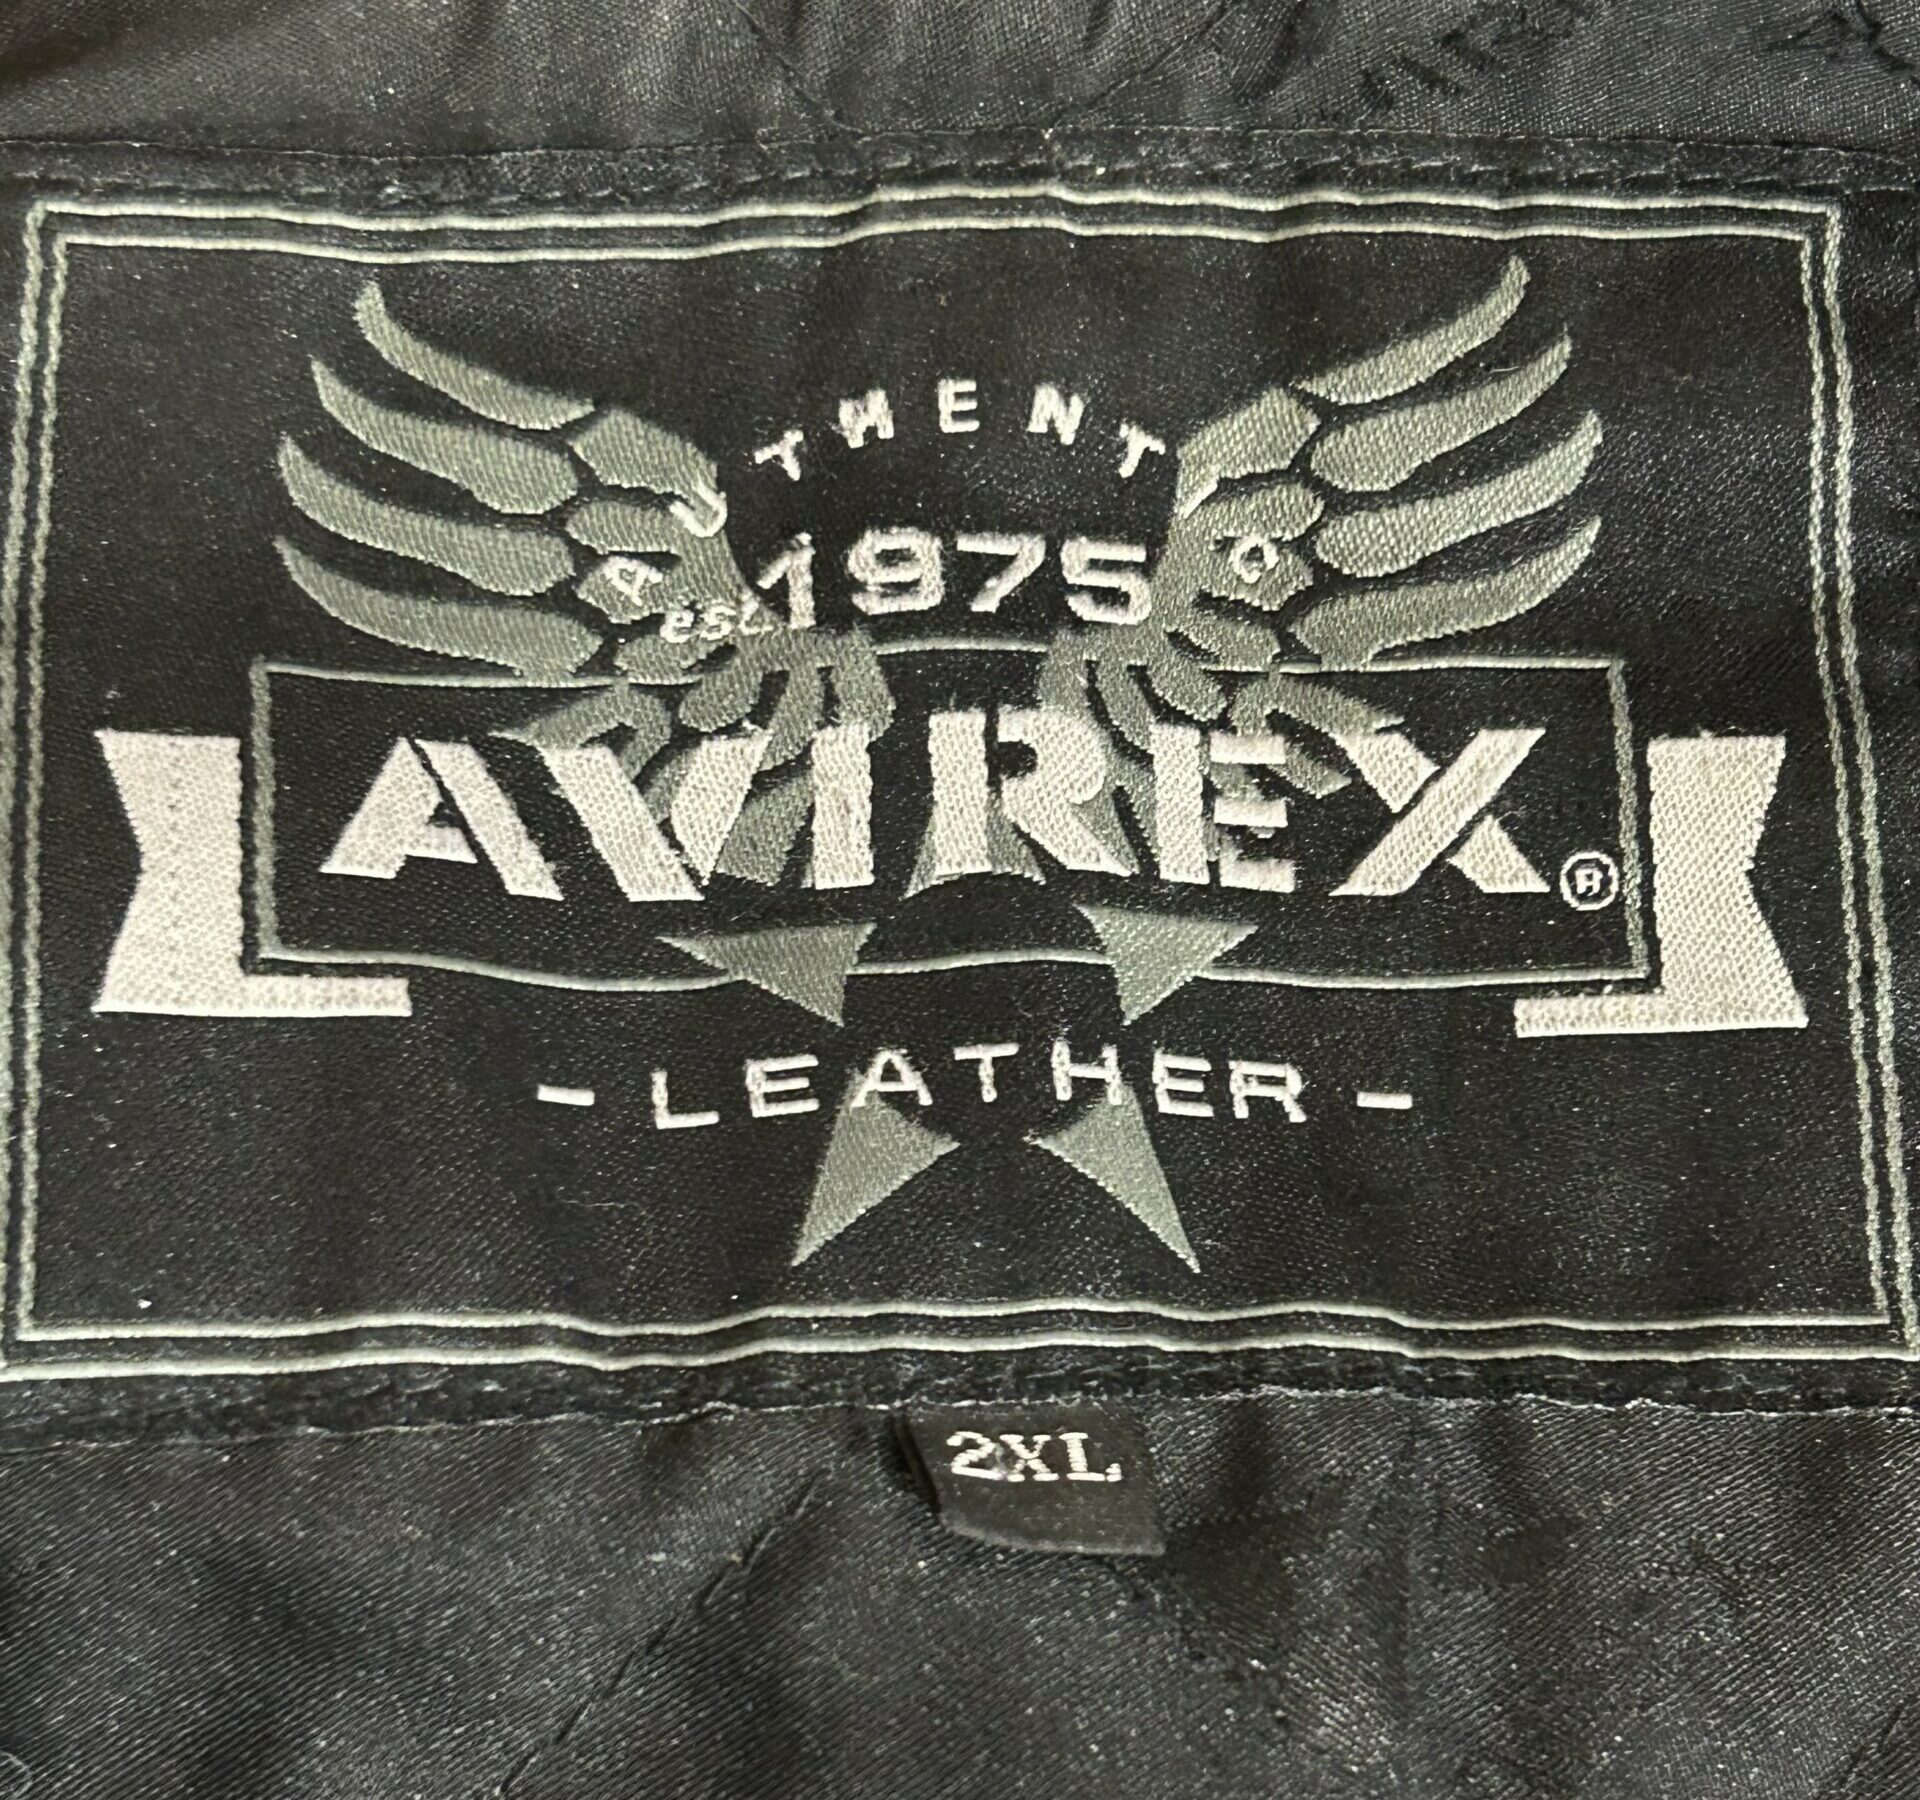 AUTHENTIC
est. 1975
AVIREX®
- LEATHER -
2XL